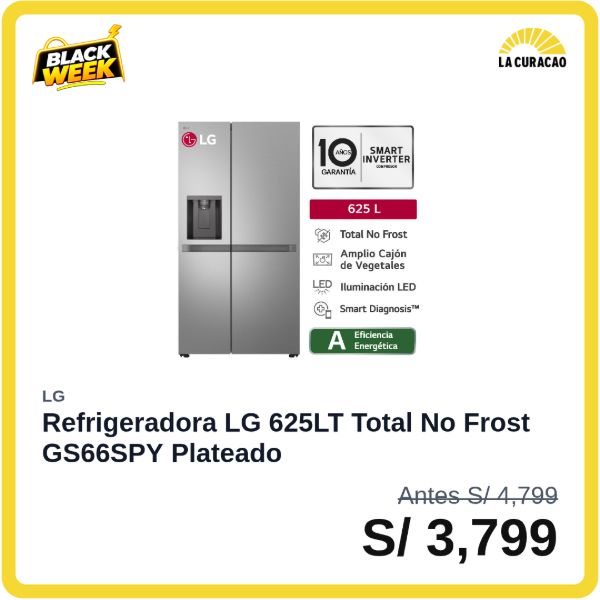 BLACK
WEEK
LA CURACAO
LG
10
AÑOS
GARANTÍA
SMART
INVERTER
COMPRESOR
625 L
Total No Frost
Amplio Cajón
de Vegetales
LED
Iluminación LED
Smart Diagnosis™
A
Eficiencia
Energética
LG
Refrigeradora LG 625LT Total No Frost
GS66SPY Plateado
Antes S/ 4,799
S/ 3,799